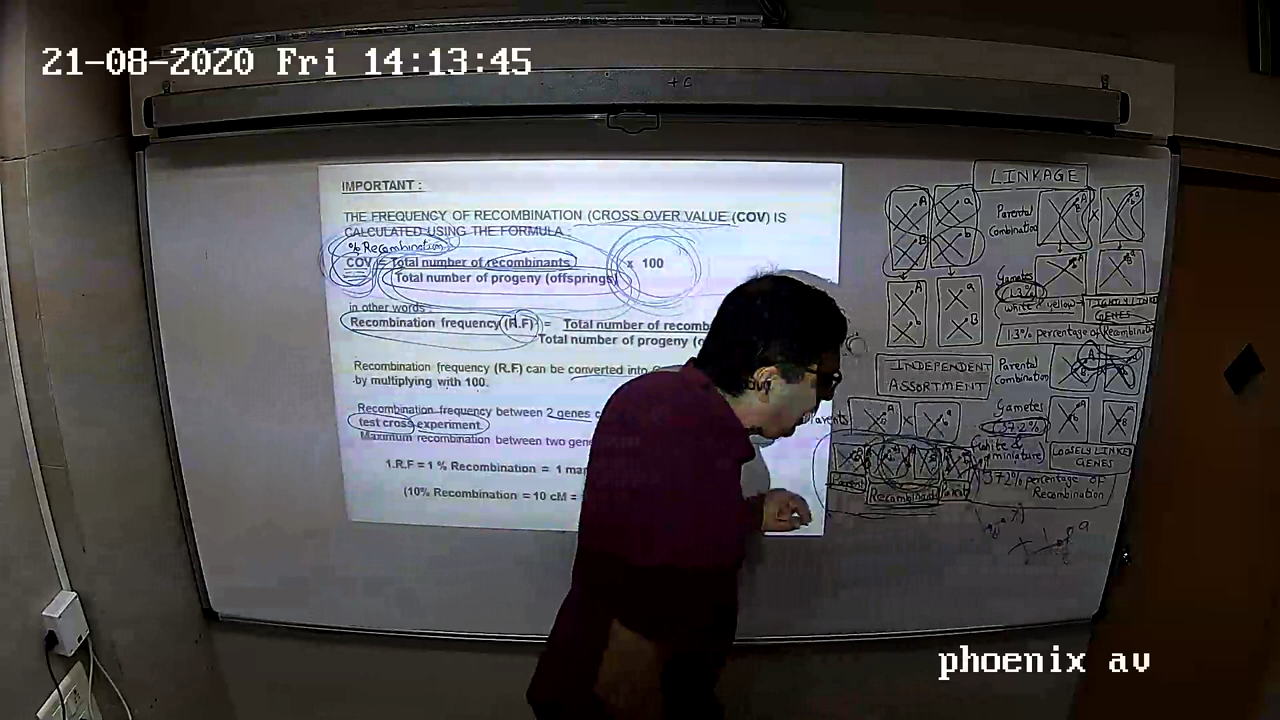 21-08-2020 Fri 14:13:45
+C
IMPORTANT :
THE FREQUENCY OF RECOMBINATION (CROSS OVER VALUE (COV) IS
CALCULATED USING THE FORMULA :
% Recombination
COV = Total number of recombinants
x 100
Total number of progeny (offsprings)
in other words :
Recombination frequency (R.F) = Total number of recomb
Total number of progeny (o
Recombination frequency (R.F) can be converted into
by multiplying with 100.
Recombination frequency between 2 genes
test cross experiment.
Maximum recombination between two gene
1.R.F = 1 % Recombination = 1 map
(10% Recombination = 10 cM =
LINKAGE
A
a
B
b
Parental
Combination
Gametes
1.3%
white & yellow
TIGHTLY LINKED
GENES
1.3% percentage of Recombination
INDEPENDENT
ASSORTMENT
Parental
Combination
Parents
Gametes
37.2%
white &
miniature
LOOSELY LINKED
GENES
Parent
Recombinants
Parent
37.2% percentage of
Recombination
a
phoenix av